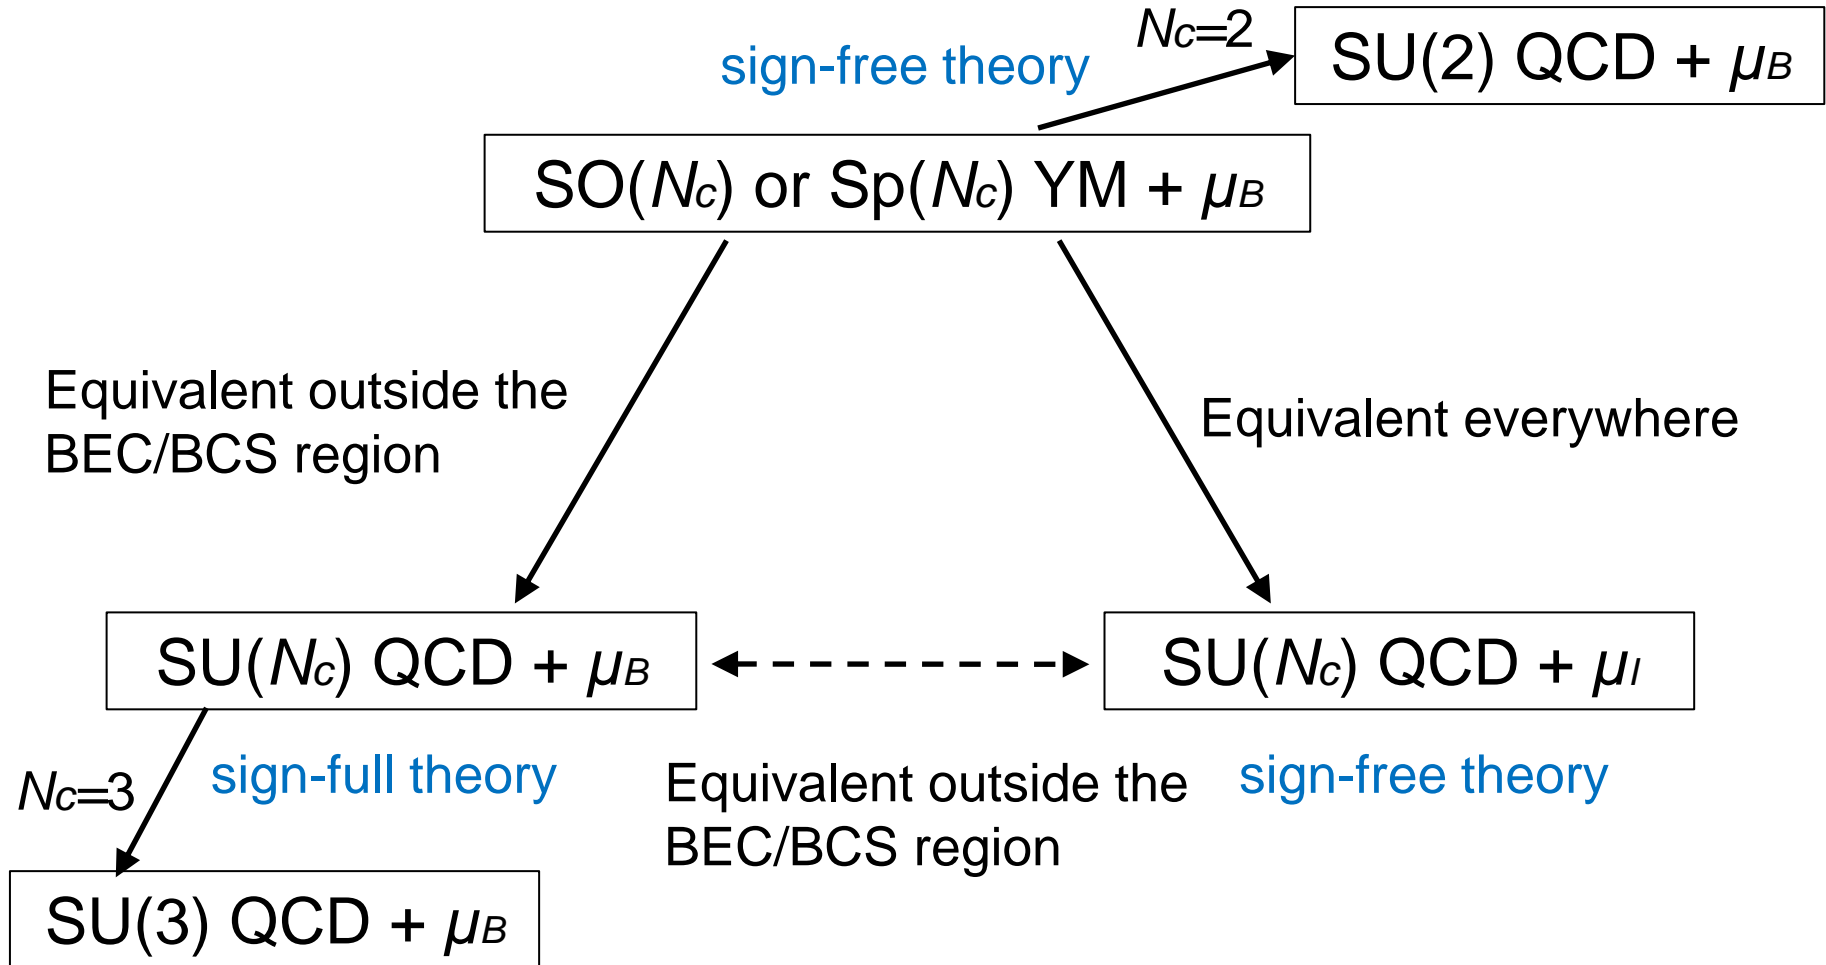 Nc=2
SU(2) QCD + μB
sign-free theory
SO(Nc) or Sp(Nc) YM + μB
Equivalent outside the
BEC/BCS region
Equivalent everywhere
SU(Nc) QCD + μB
SU(Nc) QCD + μI
Nc=3
sign-full theory
Equivalent outside the
BEC/BCS region
sign-free theory
SU(3) QCD + μB